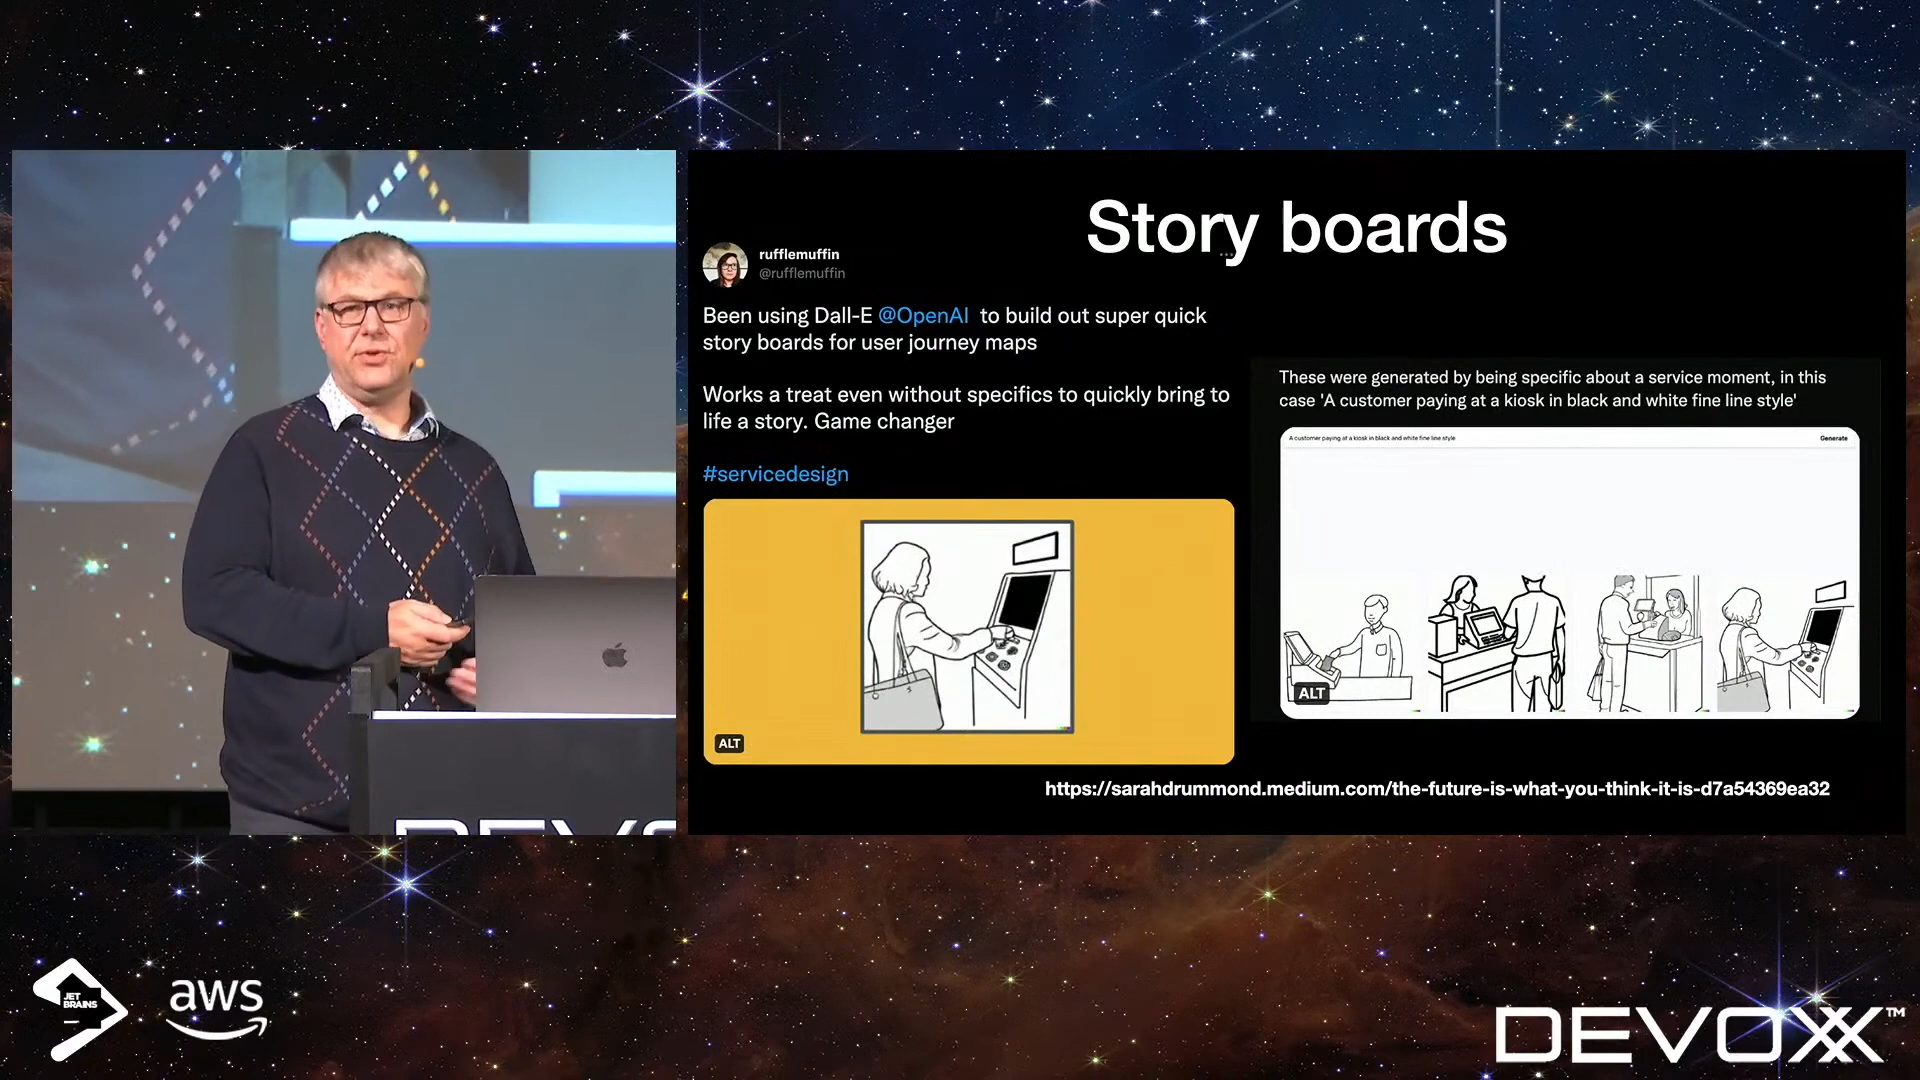 Story boards
rufflemuffin
@rufflemuffin
Been using Dall-E @OpenAI to build out super quick
story boards for user journey maps
Works a treat even without specifics to quickly bring to
life a story. Game changer
#servicedesign
ALT
These were generated by being specific about a service moment, in this
case 'A customer paying at a kiosk in black and white fine line style'
A customer paying at a kiosk in black and white fine line style
Generate
ALT
https://sarahdrummond.medium.com/the-future-is-what-you-think-it-is-d7a54369ea32
JET
BRAINS
aws
DEVOXX™